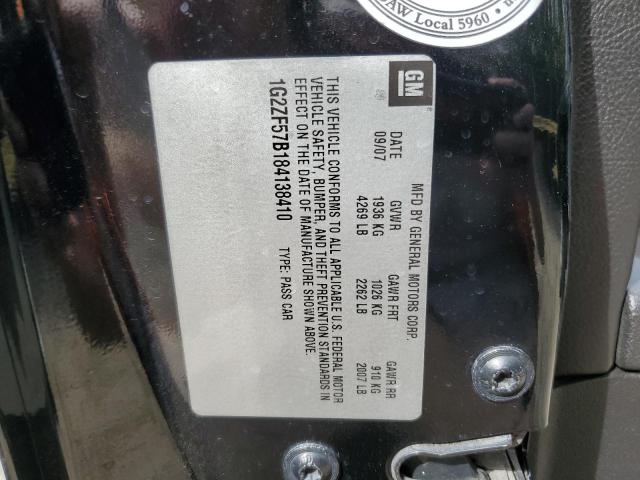 AW Local 5960
GM
®
MFD BY GENERAL MOTORS CORP.
DATE GVWR GAWR FRT GAWR RR
09/07 1936 KG 1026 KG 910 KG
4269 LB 2262 LB 2007 LB
THIS VEHICLE CONFORMS TO ALL APPLICABLE U.S. FEDERAL MOTOR
VEHICLE SAFETY, BUMPER, AND THEFT PREVENTION STANDARDS IN
EFFECT ON THE DATE OF MANUFACTURE SHOWN ABOVE.
1G2ZF57B184138410 TYPE: PASS CAR